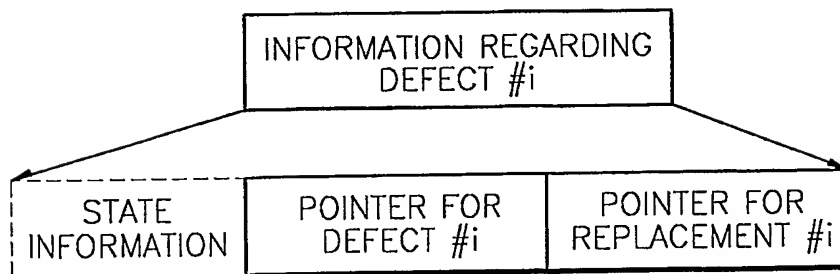 INFORMATION REGARDING
DEFECT #i
STATE
INFORMATION
POINTER FOR
DEFECT #i
POINTER FOR
REPLACEMENT #i